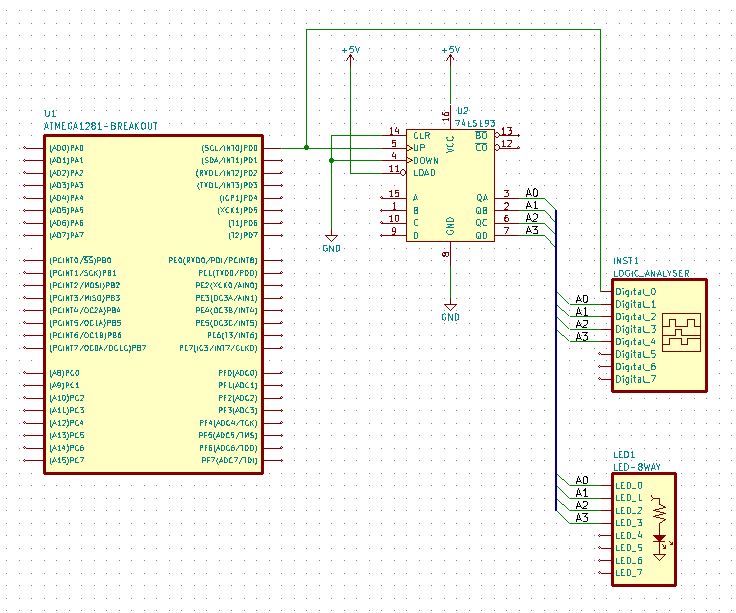 +5V
+5V
U1
ATMEGA1281-BREAKOUT
U2
74LS193
(AD0)PA0
(AD1)PA1
(AD2)PA2
(AD3)PA3
(AD4)PA4
(AD5)PA5
(AD6)PA6
(AD7)PA7
(PCINT0/SS)PB0
(PCINT1/SCK)PB1
(PCINT2/MOSI)PB2
(PCINT3/MISO)PB3
(PCINT4/OC2A)PB4
(PCINT5/OC1A)PB5
(PCINT6/OC1B)PB6
(PCINT7/OC0A/OC1C)PB7
(A8)PC0
(A9)PC1
(A10)PC2
(A11)PC3
(A12)PC4
(A13)PC5
(A14)PC6
(A15)PC7
(SCL/INT0)PD0
(SDA/INT1)PD1
(RXD1/INT2)PD2
(TXD1/INT3)PD3
(ICP1)PD4
(XCK1)PD5
(T1)PD6
(T2)PD7
PE0(RXD0/PDI/PCINT8)
PE1(TXD0/PDO)
PE2(XCK0/AIN0)
PE3(OC3A/AIN1)
PE4(OC3B/INT4)
PE5(OC3C/INT5)
PE6(T3/INT6)
PE7(IC3/INT7/CLKO)
PF0(ADC0)
PF1(ADC1)
PF2(ADC2)
PF3(ADC3)
PF4(ADC4/TCK)
PF5(ADC5/TMS)
PF6(ADC6/TDO)
PF7(ADC7/TDI)
16
VCC
14 CLR
5 UP
4 DOWN
11 LOAD
15 A
1 B
10 C
9 D
BO 13
CO 12
QA 3 A0
QB 2 A1
QC 6 A2
QD 7 A3
GND
8
GND
GND
INST1
LOGIC_ANALYSER
Digital_0
A0 Digital_1
A1 Digital_2
A2 Digital_3
A3 Digital_4
Digital_5
Digital_6
Digital_7
LED1
LED-8WAY
A0 LED_0
A1 LED_1
A2 LED_2
A3 LED_3
LED_4
LED_5
LED_6
LED_7